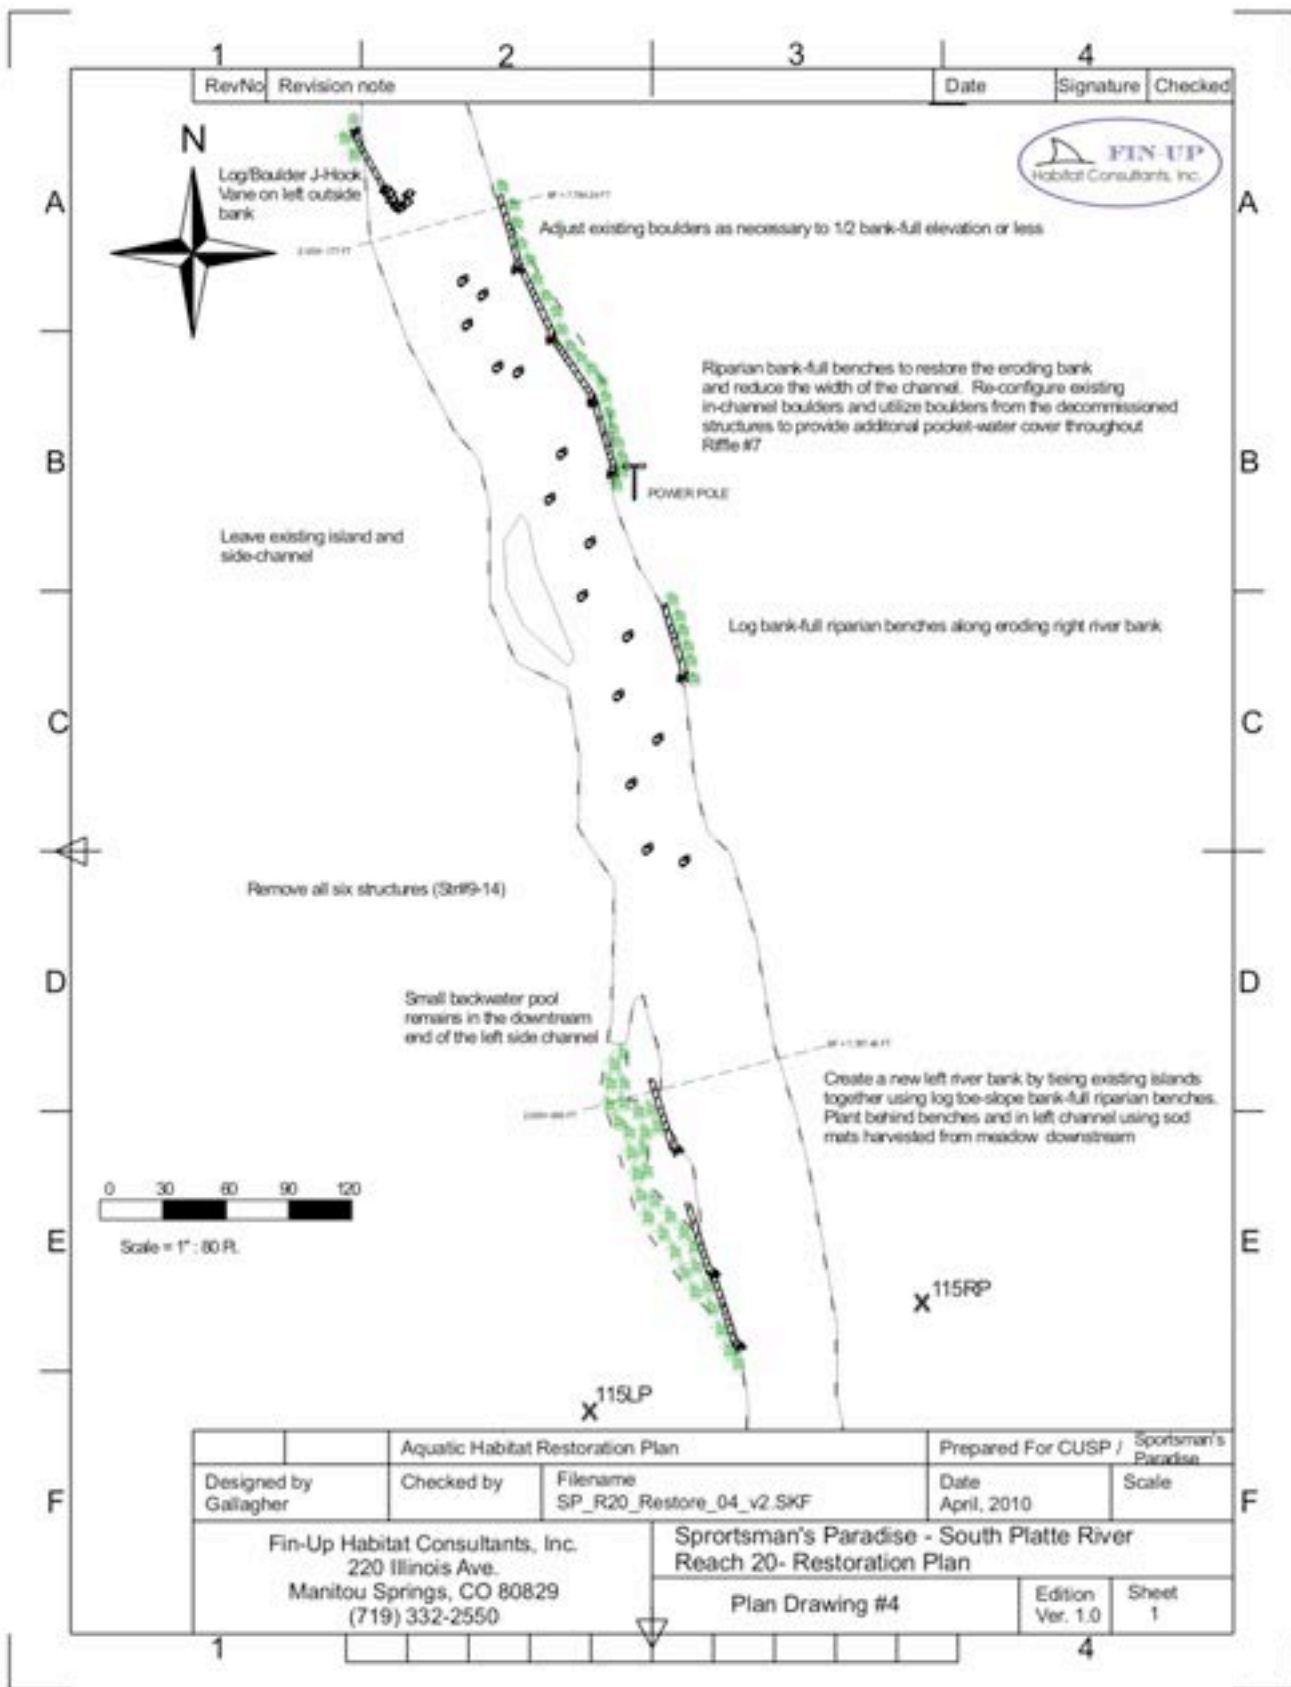 1 2 3 4
RevNo Revision note Date Signature Checked
N
FIN-UP
Habitat Consultants, Inc.
Log/Boulder J-Hook
Vane on left outside
bank
A A
Adjust existing boulders as necessary to 1/2 bank-full elevation or less
Riparian bank-full benches to restore the eroding bank
and reduce the width of the channel. Re-configure existing
in-channel boulders and utilize boulders from the decommissioned
structures to provide additonal pocket-water cover throughout
Riffle #7
B B
POWER POLE
Leave existing island and
side-channel
Log bank-full riparian benches along eroding right river bank
C C
Remove all six structures (Str#9-14)
D D
Small backwater pool
remains in the downtream
end of the left side channel
Create a new left river bank by tieing existing islands
together using log toe-slope bank-full riparian benches.
Plant behind benches and in left channel using sod
mats harvested from meadow downstream
0 30 60 90 120
Scale = 1" : 80 Ft.
E E
115RP
115LP
Aquatic Habitat Restoration Plan
Prepared For CUSP / Sportsman's
Paradise
Designed by
Gallagher
Checked by
Filename
SP_R20_Restore_04_v2.SKF
Date
April, 2010
Scale
F F
Fin-Up Habitat Consultants, Inc.
220 Illinois Ave.
Manitou Springs, CO 80829
(719) 332-2550
Sprortsman's Paradise - South Platte River
Reach 20- Restoration Plan
Plan Drawing #4
Edition
Ver. 1.0
Sheet
1
1 4